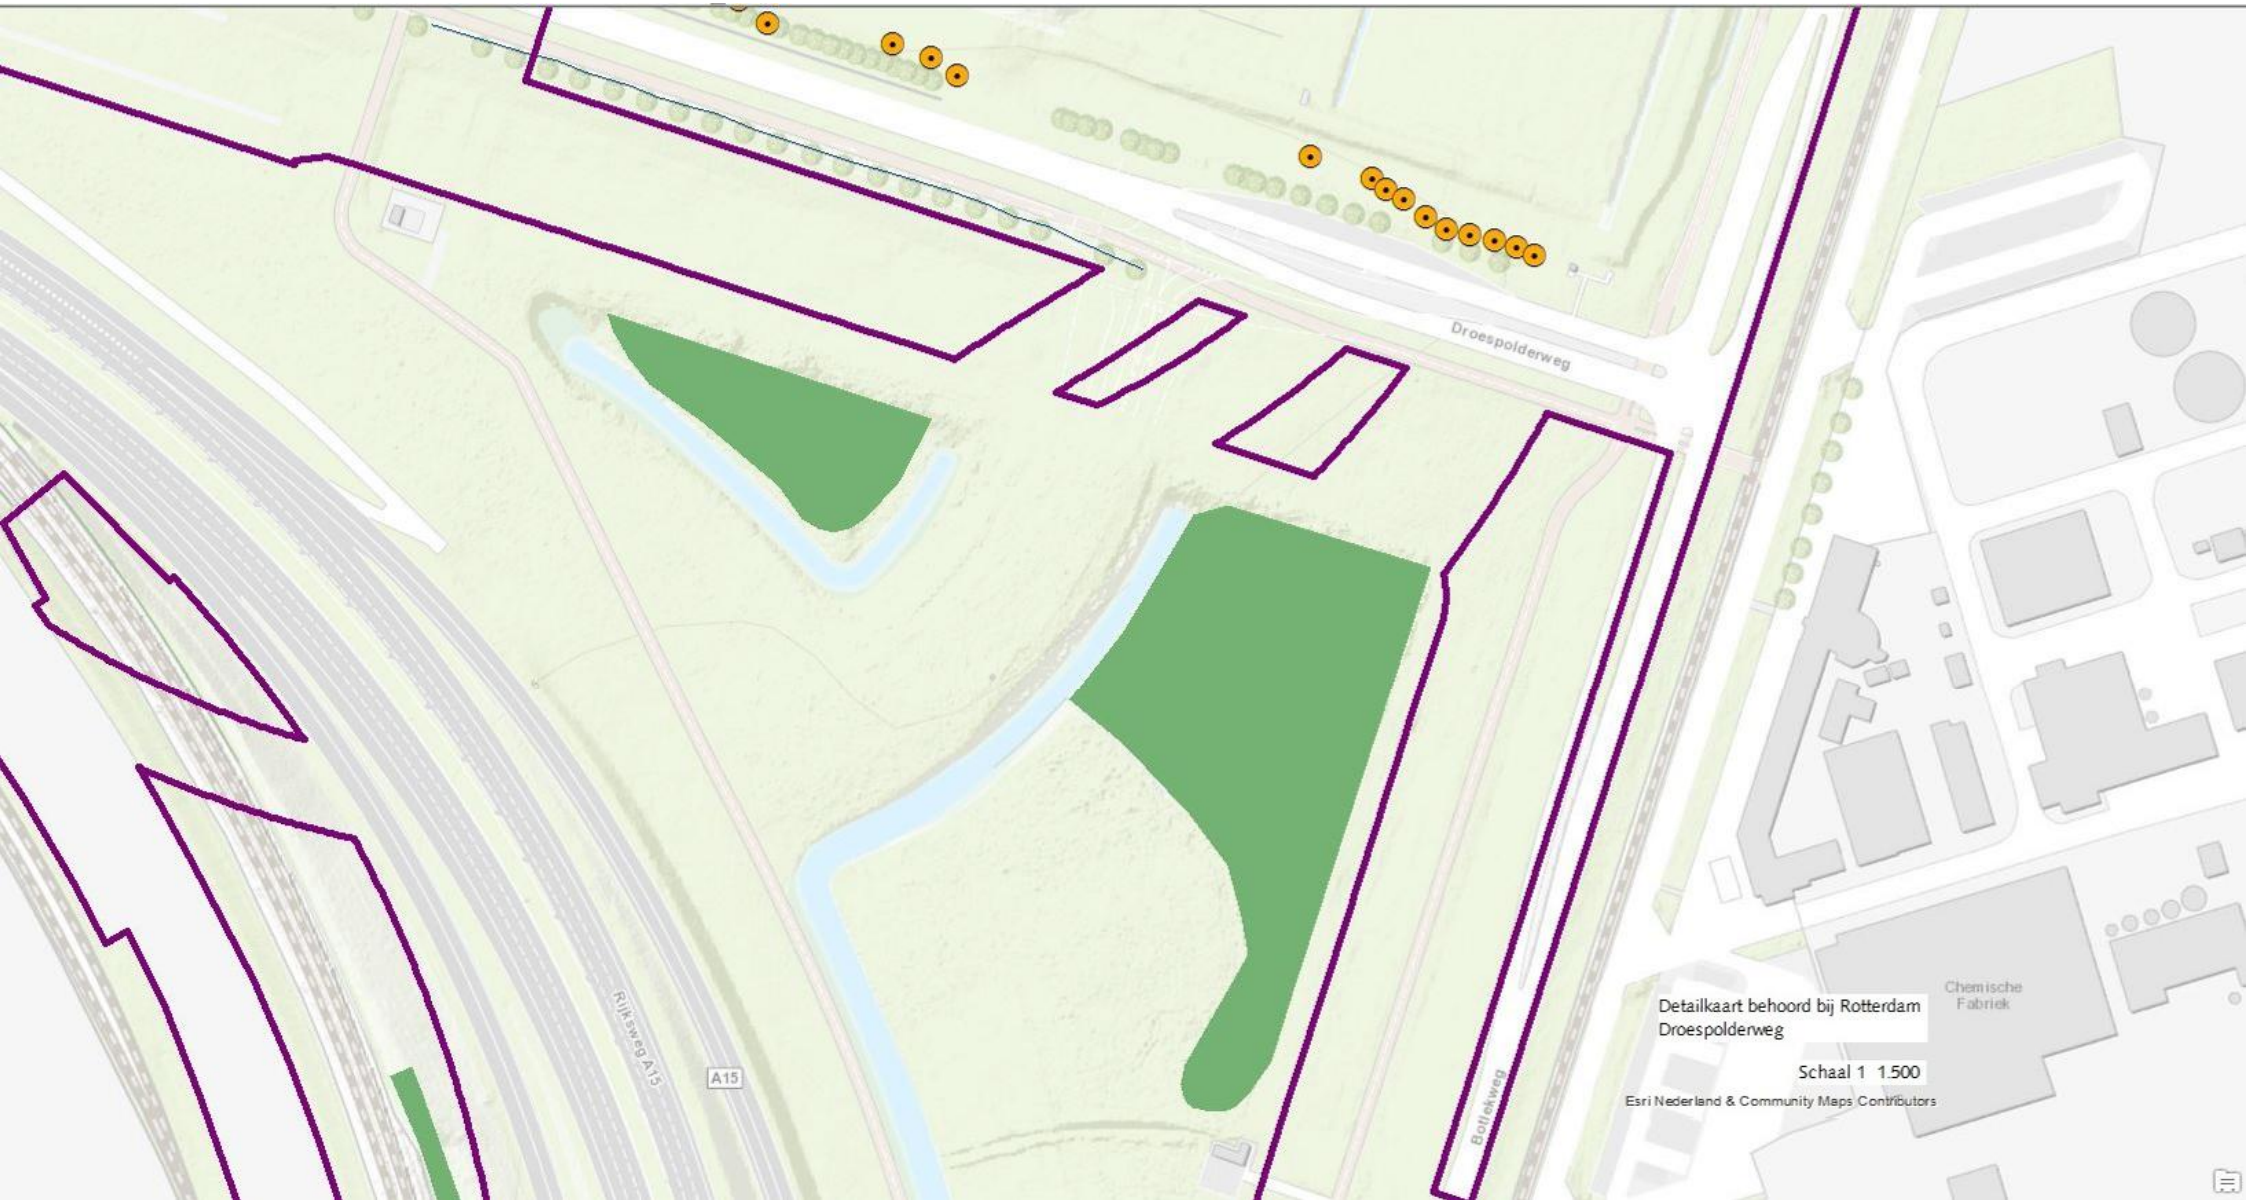 Droespolderweg
Rijksweg A15
A15
Botlekweg
Chemische
Fabriek
Detailkaart behoord bij Rotterdam
Droespolderweg
Schaal 1 1.500
Esri Nederland & Community Maps Contributors